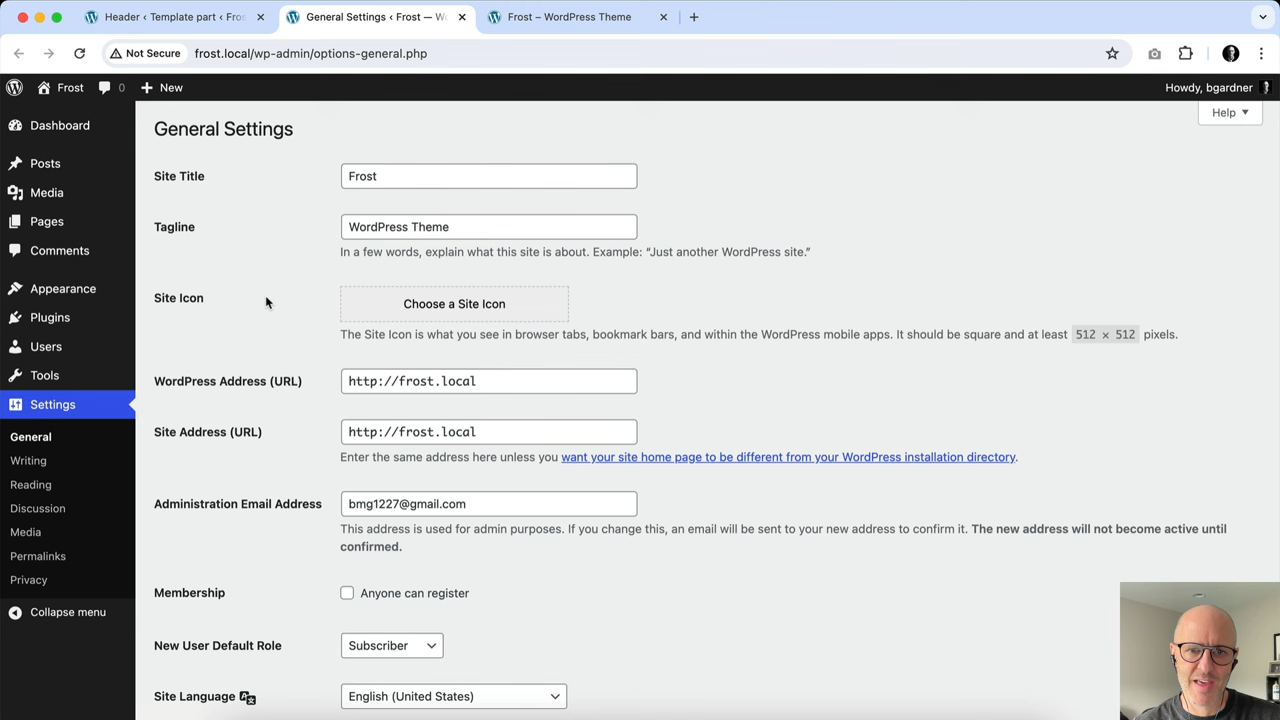 Header ‹ Template part ‹ Fros
General Settings ‹ Frost — W
Frost – WordPress Theme
Not Secure
frost.local/wp-admin/options-general.php
Frost
0
New
Howdy, bgardner
Help
Dashboard
Posts
Media
Pages
Comments
Appearance
Plugins
Users
Tools
Settings
General
Writing
Reading
Discussion
Media
Permalinks
Privacy
Collapse menu
General Settings
Site Title
Frost
Tagline
WordPress Theme
In a few words, explain what this site is about. Example: “Just another WordPress site.”
Site Icon
Choose a Site Icon
The Site Icon is what you see in browser tabs, bookmark bars, and within the WordPress mobile apps. It should be square and at least 512 × 512 pixels.
WordPress Address (URL)
http://frost.local
Site Address (URL)
http://frost.local
Enter the same address here unless you want your site home page to be different from your WordPress installation directory.
Administration Email Address
bmg1227@gmail.com
This address is used for admin purposes. If you change this, an email will be sent to your new address to confirm it. The new address will not become active until
confirmed.
Membership
Anyone can register
New User Default Role
Subscriber
Site Language
English (United States)